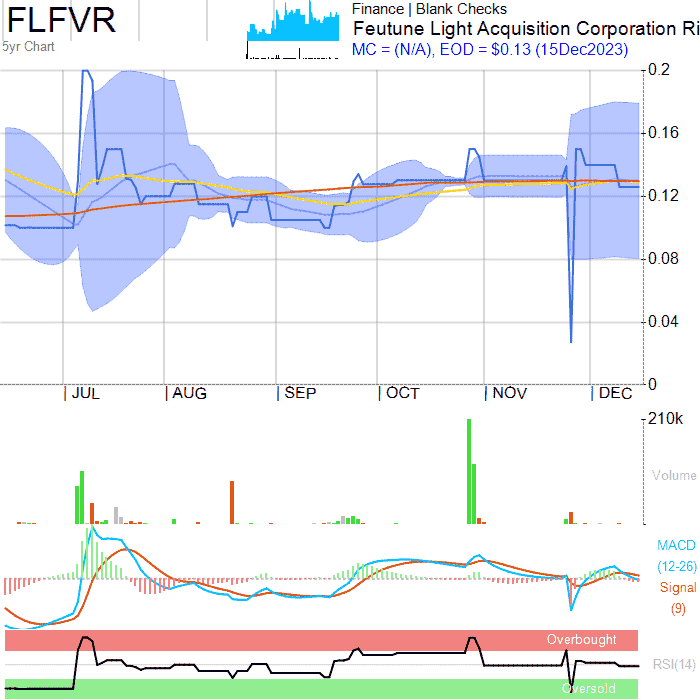 FLFVR
5yr Chart
Finance | Blank Checks
Feutune Light Acquisition Corporation Ri
MC = (N/A), EOD = $0.13 (15Dec2023)
0.2
0.16
0.12
0.08
0.04
0
JUL AUG SEP OCT NOV DEC
210k
Volume
MACD
(12-26)
Signal
(9)
Overbought
RSI(14)
Oversold